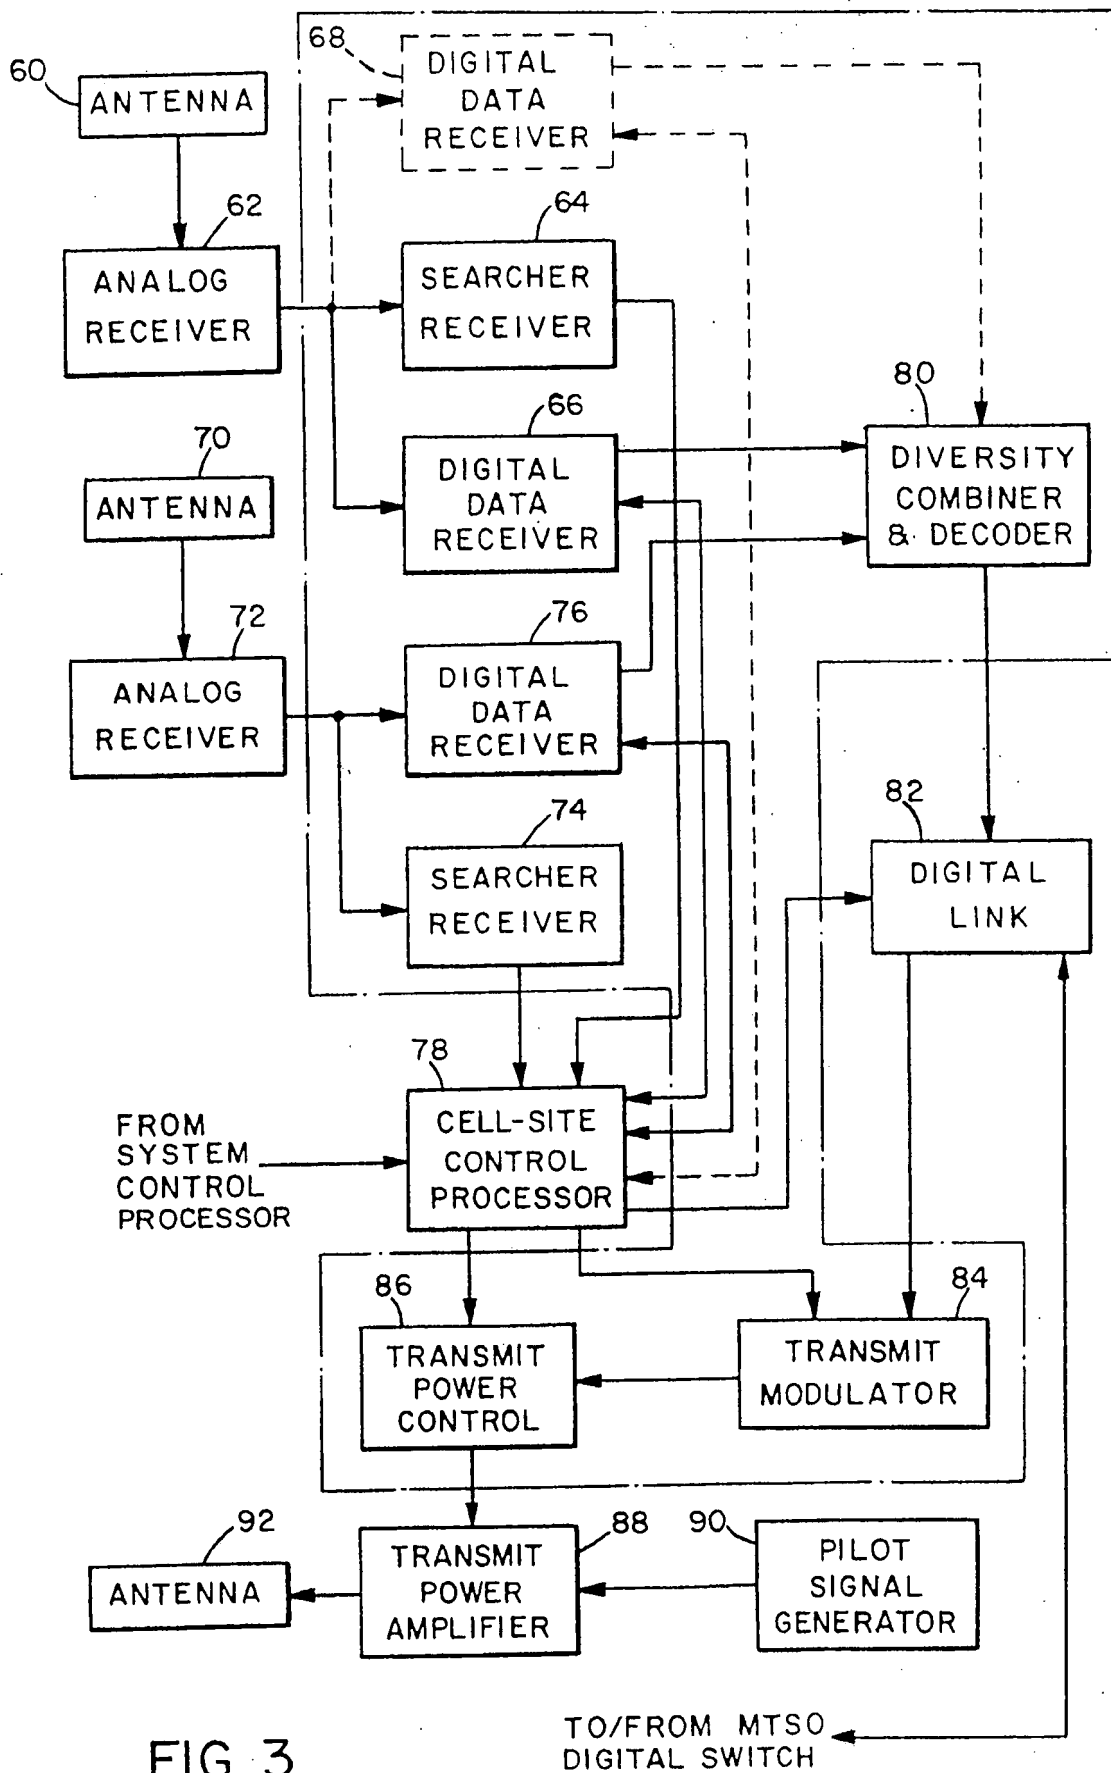 68
DIGITAL
DATA
RECEIVER
60
ANTENNA
62
ANALOG
RECEIVER
64
SEARCHER
RECEIVER
66
DIGITAL
DATA
RECEIVER
80
DIVERSITY
COMBINER
& DECODER
70
ANTENNA
72
ANALOG
RECEIVER
76
DIGITAL
DATA
RECEIVER
74
SEARCHER
RECEIVER
82
DIGITAL
LINK
78
CELL-SITE
CONTROL
PROCESSOR
FROM
SYSTEM
CONTROL
PROCESSOR
86
TRANSMIT
POWER
CONTROL
84
TRANSMIT
MODULATOR
92
ANTENNA
88
TRANSMIT
POWER
AMPLIFIER
90
PILOT
SIGNAL
GENERATOR
TO/FROM MTSO
DIGITAL SWITCH
FIG. 3